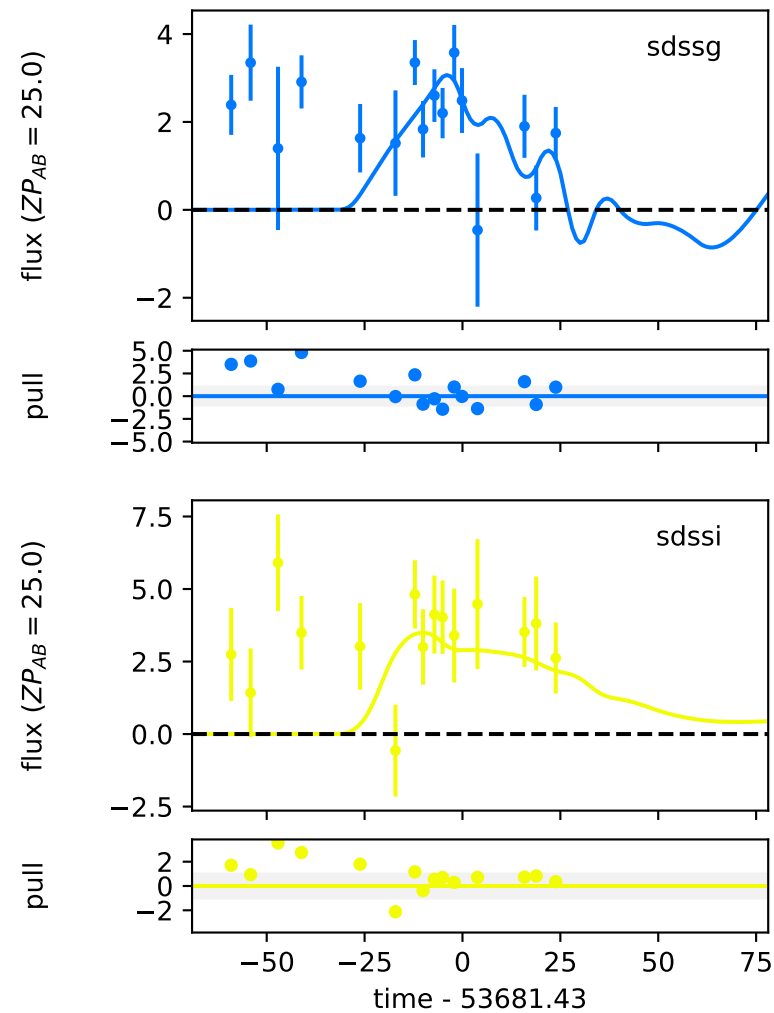 4
2
0
−2
flux (ZP_AB = 25.0)
sdssg
5.0
2.5
0.0
−2.5
−5.0
pull
7.5
5.0
2.5
0.0
−2.5
flux (ZP_AB = 25.0)
sdssi
2
0
−2
pull
−50 −25 0 25 50 75
time - 53681.43